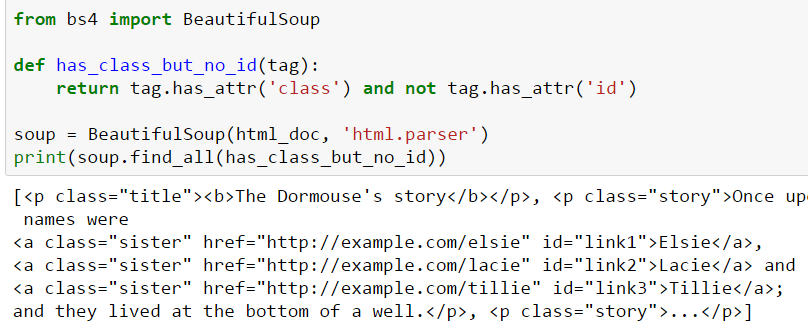 from bs4 import BeautifulSoup
def has_class_but_no_id(tag):
    return tag.has_attr('class') and not tag.has_attr('id')
soup = BeautifulSoup(html_doc, 'html.parser')
print(soup.find_all(has_class_but_no_id))
[<p class="title"><b>The Dormouse's story</b></p>, <p class="story">Once
 names were
<a class="sister" href="http://example.com/elsie" id="link1">Elsie</a>,
<a class="sister" href="http://example.com/lacie" id="link2">Lacie</a> and
<a class="sister" href="http://example.com/tillie" id="link3">Tillie</a>;
and they lived at the bottom of a well.</p>, <p class="story">...</p>]